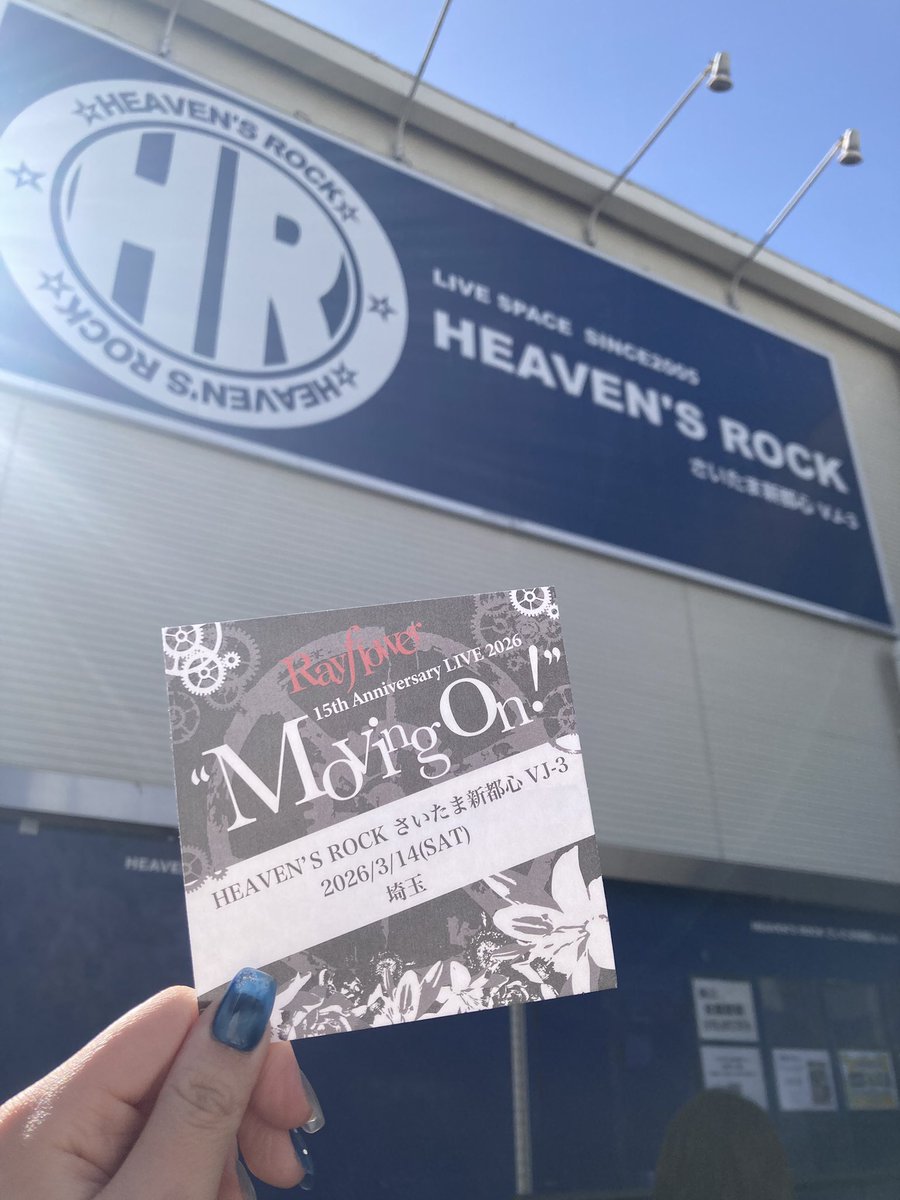 ☆HEAVEN'S ROCK☆
HR
☆HEAVEN'S ROCK☆
LIVE SPACE SINCE2005
HEAVEN'S ROCK
さいたま新都心 VJ-3
Rayflower
15th Anniversary LIVE 2026
“Moving On!”
HEAVEN'S ROCK さいたま新都心 VJ-3
2026/3/14(SAT)
埼玉
HEAVEN'S